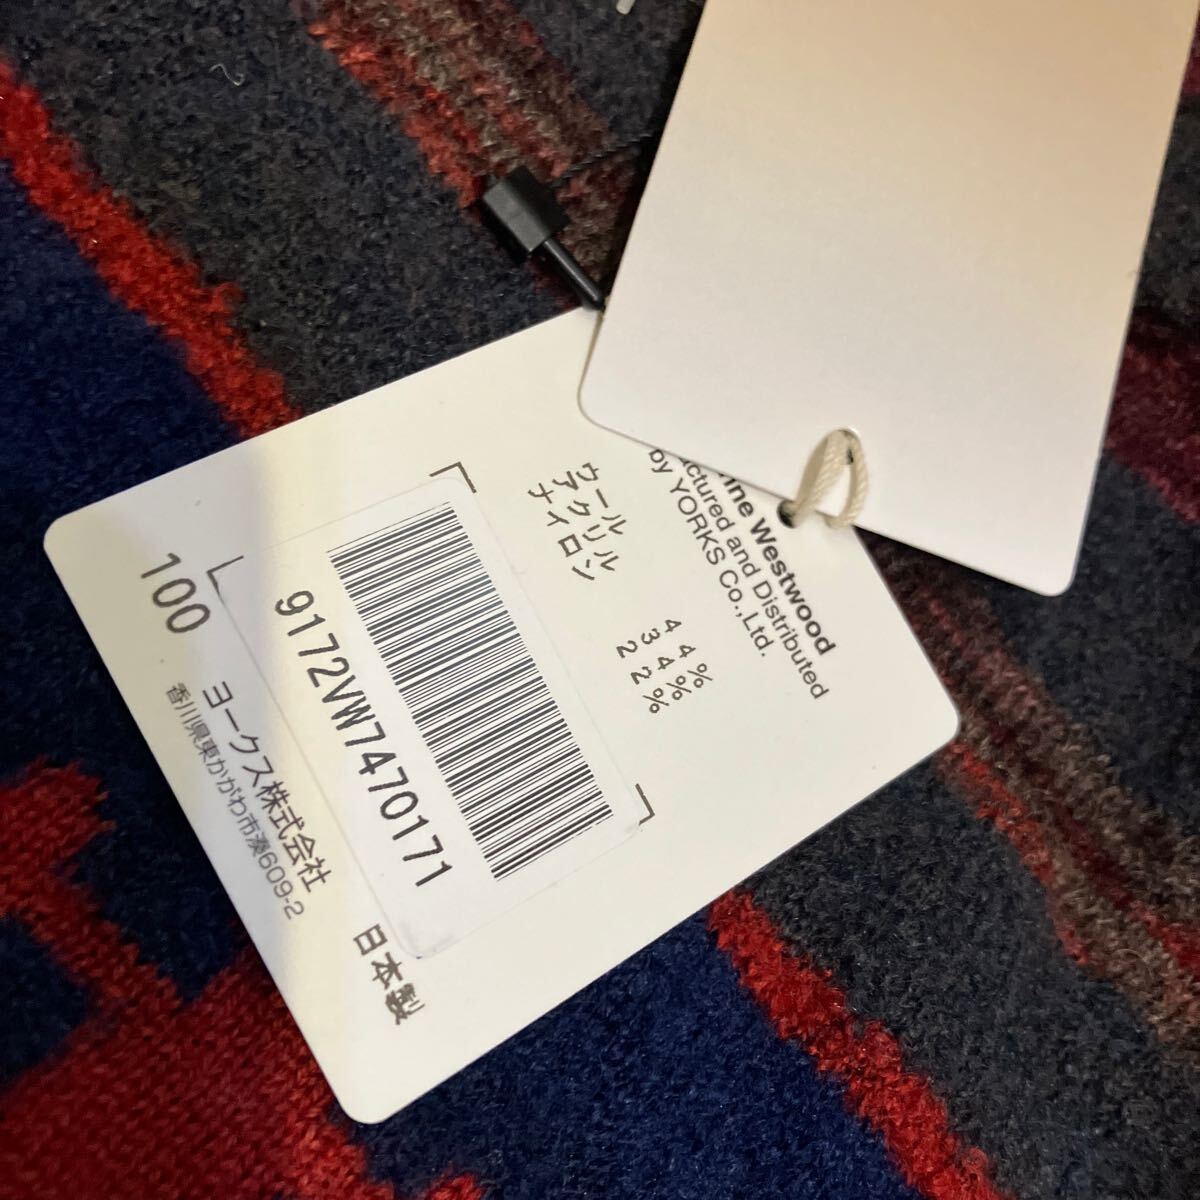 ine Westwood
ctured and Distributed
by YORKS Co.,Ltd.
ウール 44%
アクリル 34%
ナイロン 22%
9172VW7470171
100
ヨークス株式会社
香川県東かがわ市湊609-2
日本製